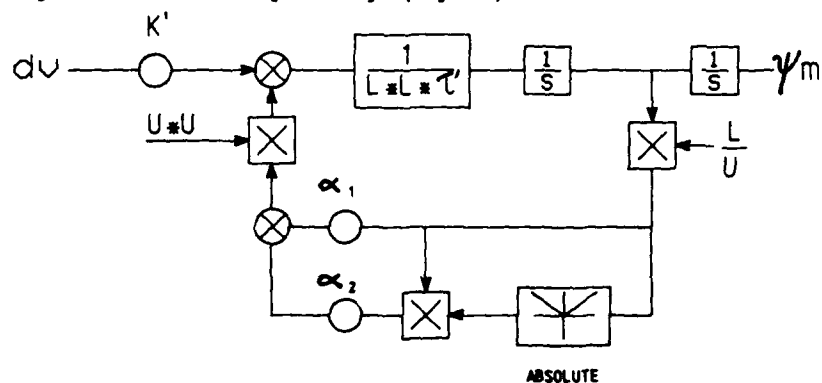 K'
dv
1
L*L*τ'
1
S
1
S
ψm
U*U
L
U
α1
α2
ABSOLUTE